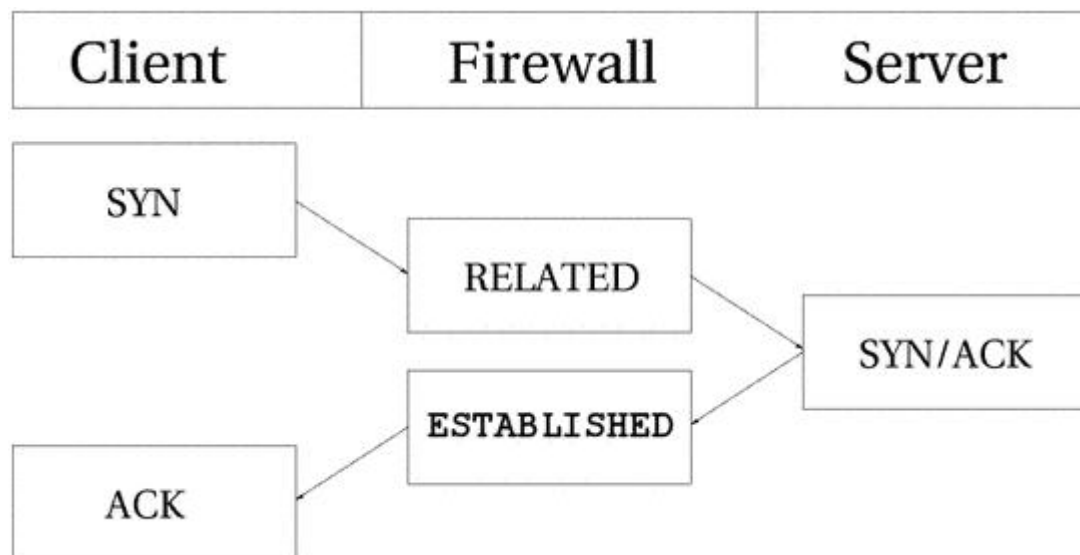 Client Firewall Server
SYN
RELATED
SYN/ACK
ESTABLISHED
ACK